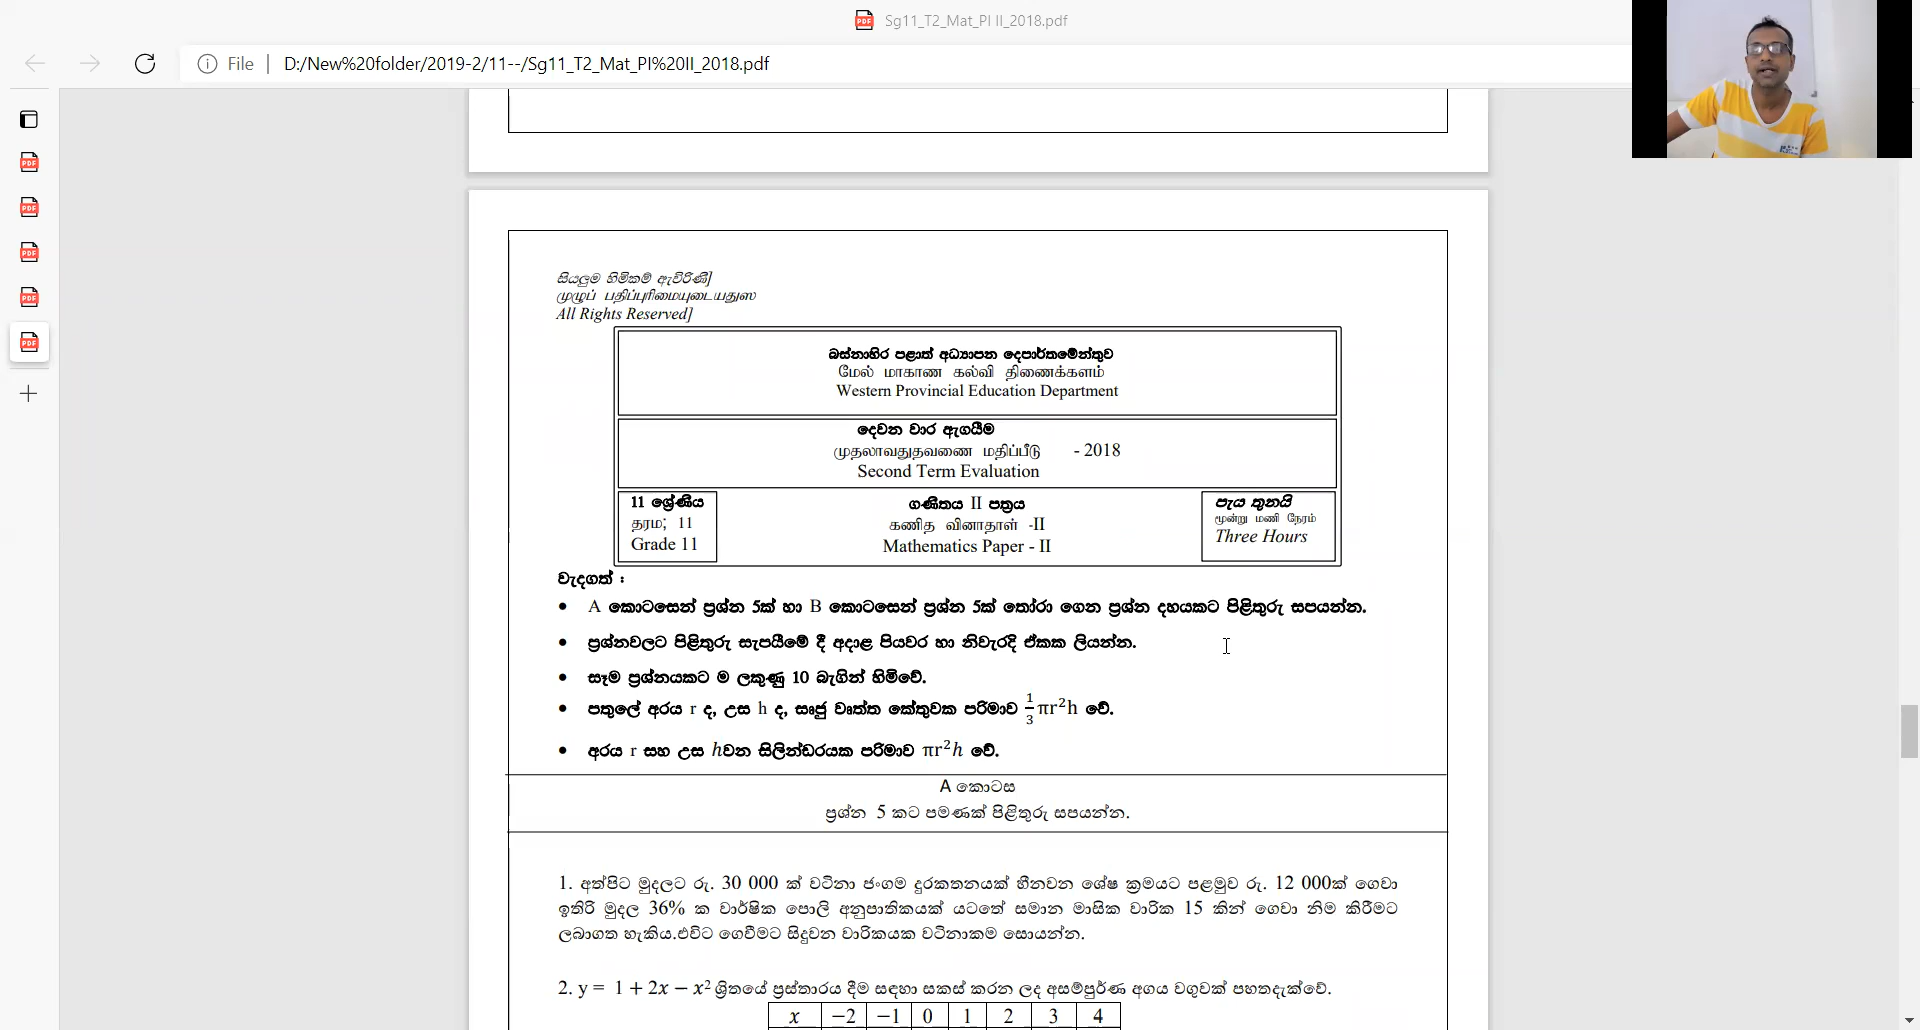 Sg11_T2_Mat_PI II_2018.pdf
File | D:/New%20folder/2019-2/11--/Sg11_T2_Mat_PI%20II_2018.pdf
සියලුම හිමිකම් ඇවිරිණි]
முழுப் பதிப்புரிமையுடையதுஸ
All Rights Reserved]
බස්නාහිර පළාත් අධ්‍යාපන දෙපාර්තමේන්තුව
மேல் மாகாண கல்வி திணைக்களம்
Western Provincial Education Department
දෙවන වාර ඇගයීම
முதலாவதுதவணை மதிப்பீடு - 2018
Second Term Evaluation
11 ශ්‍රේණිය
தரம; 11
Grade 11
ගණිතය II පත්‍රය
கணித வினாதாள் -II
Mathematics Paper - II
පැය තුනයි
மூன்று மணி நேரம்
Three Hours
වැදගත් :
• A කොටසෙන් ප්‍රශ්න 5ක් හා B කොටසෙන් ප්‍රශ්න 5ක් තෝරා ගෙන ප්‍රශ්න දහයකට පිළිතුරු සපයන්න.
• ප්‍රශ්නවලට පිළිතුරු සැපයීමේ දී අදාළ පියවර හා නිවැරදි ඒකක ලියන්න.
• සෑම ප්‍රශ්නයකට ම ලකුණු 10 බැගින් හිමිවේ.
• පතුලේ අරය r ද, උස h ද, සෘජු වෘත්ත කේතුවක පරිමාව 1/3 πr²h වේ.
• අරය r සහ උස hවන සිලින්ඩරයක පරිමාව πr²h වේ.
A කොටස
ප්‍රශ්න 5 කට පමණක් පිළිතුරු සපයන්න.
1. අත්පිට මුදලට රු. 30 000 ක් වටිනා ජංගම දුරකතනයක් හීනවන ශේෂ ක්‍රමයට පළමුව රු. 12 000ක් ගෙවා
ඉතිරි මුදල 36% ක වාර්ෂික පොලි අනුපාතිකයක් යටතේ සමාන මාසික වාරික 15 කින් ගෙවා නිම කිරීමට
ලබාගත හැකිය.එවිට ගෙවීමට සිදුවන වාරිකයක වටිනාකම සොයන්න.
2. y = 1 + 2x − x² ශ්‍රිතයේ ප්‍රස්තාරය දීම සඳහා සකස් කරන ලද අසම්පූර්ණ අගය වගුවක් පහතදැක්වේ.
x −2 −1 0 1 2 3 4